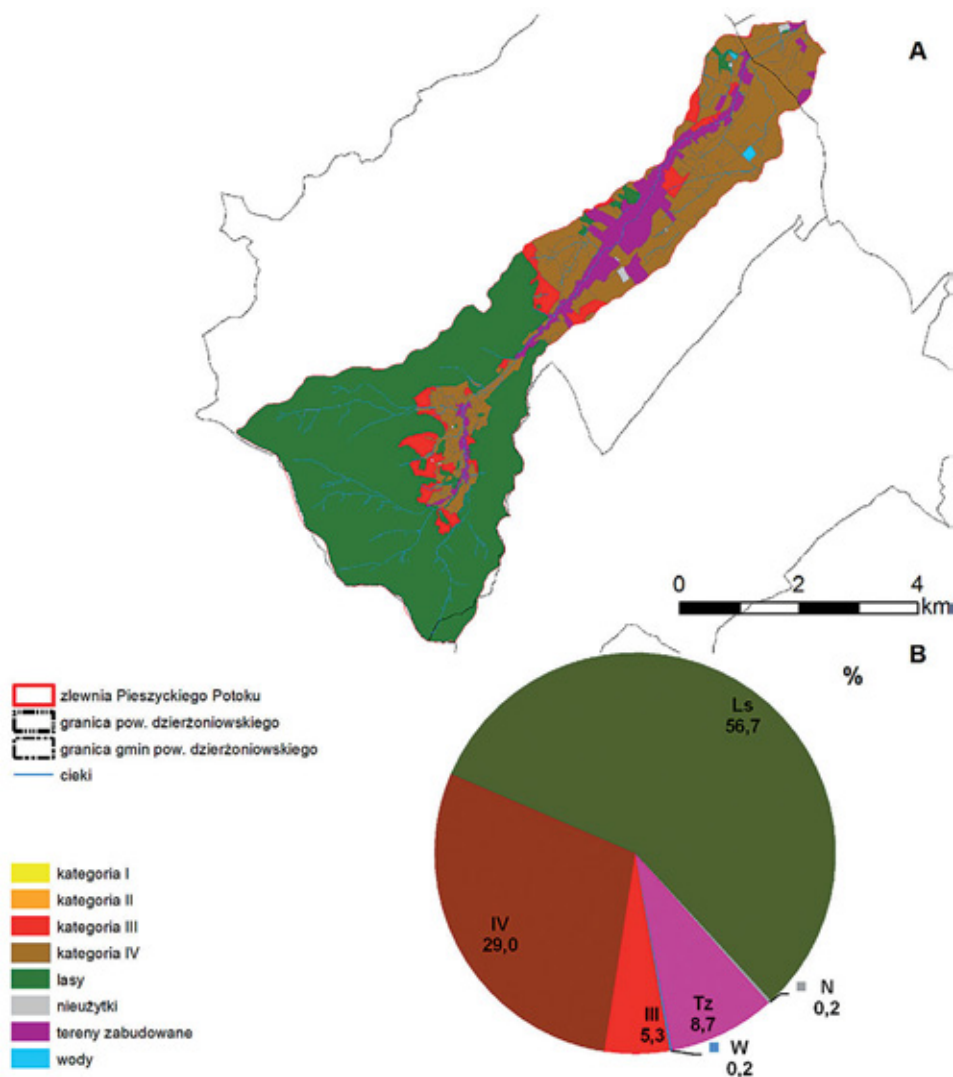 A
0 2 4
km
B
%
zlewnia Pieszyckiego Potoku
granica pow. dzierżoniowskiego
granica gmin pow. dzierżoniowskiego
cieki
kategoria I
kategoria II
kategoria III
kategoria IV
lasy
nieużytki
tereny zabudowane
wody
Ls
56,7
IV
29,0
III
5,3
Tz
8,7
N
0,2
W
0,2